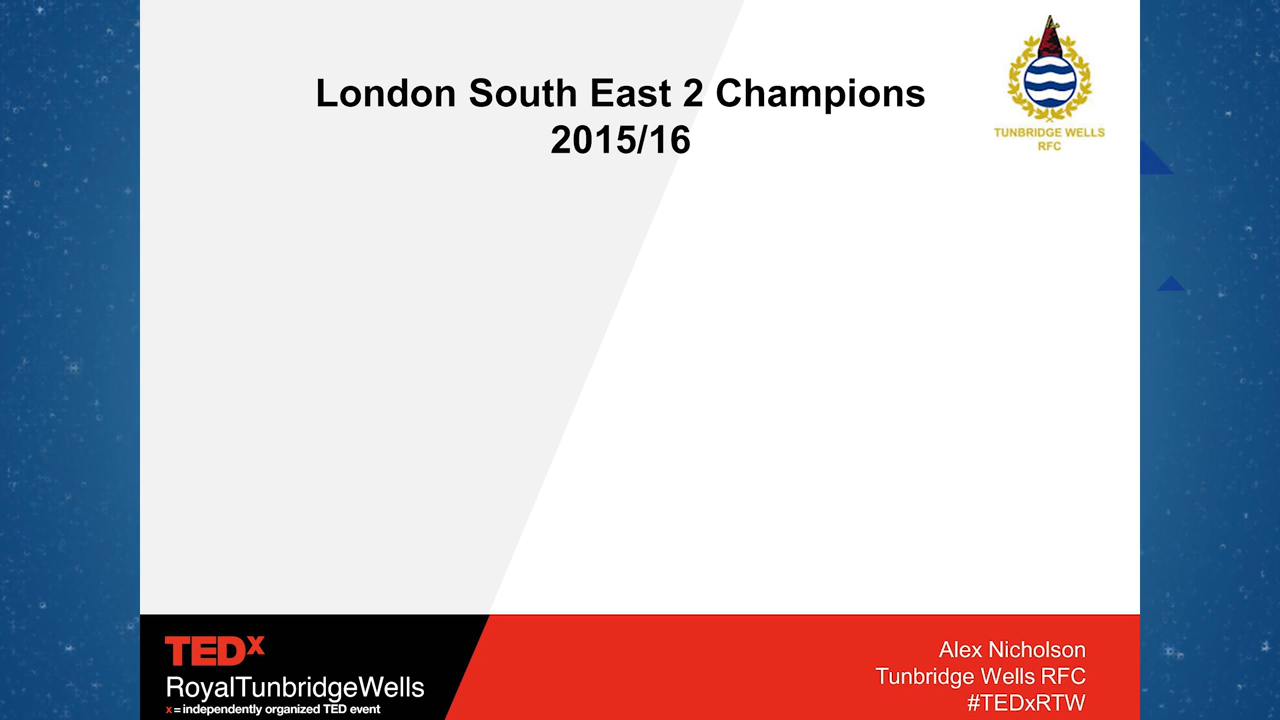 London South East 2 Champions
2015/16
TUNBRIDGE WELLS
RFC
TEDx
RoyalTunbridgeWells
x = independently organized TED event
Alex Nicholson
Tunbridge Wells RFC
#TEDxRTW